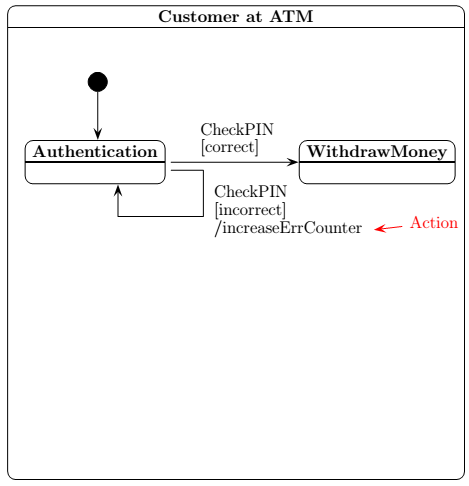 Customer at ATM
CheckPIN
[correct]
Authentication
WithdrawMoney
CheckPIN
[incorrect]
/increaseErrCounter
Action